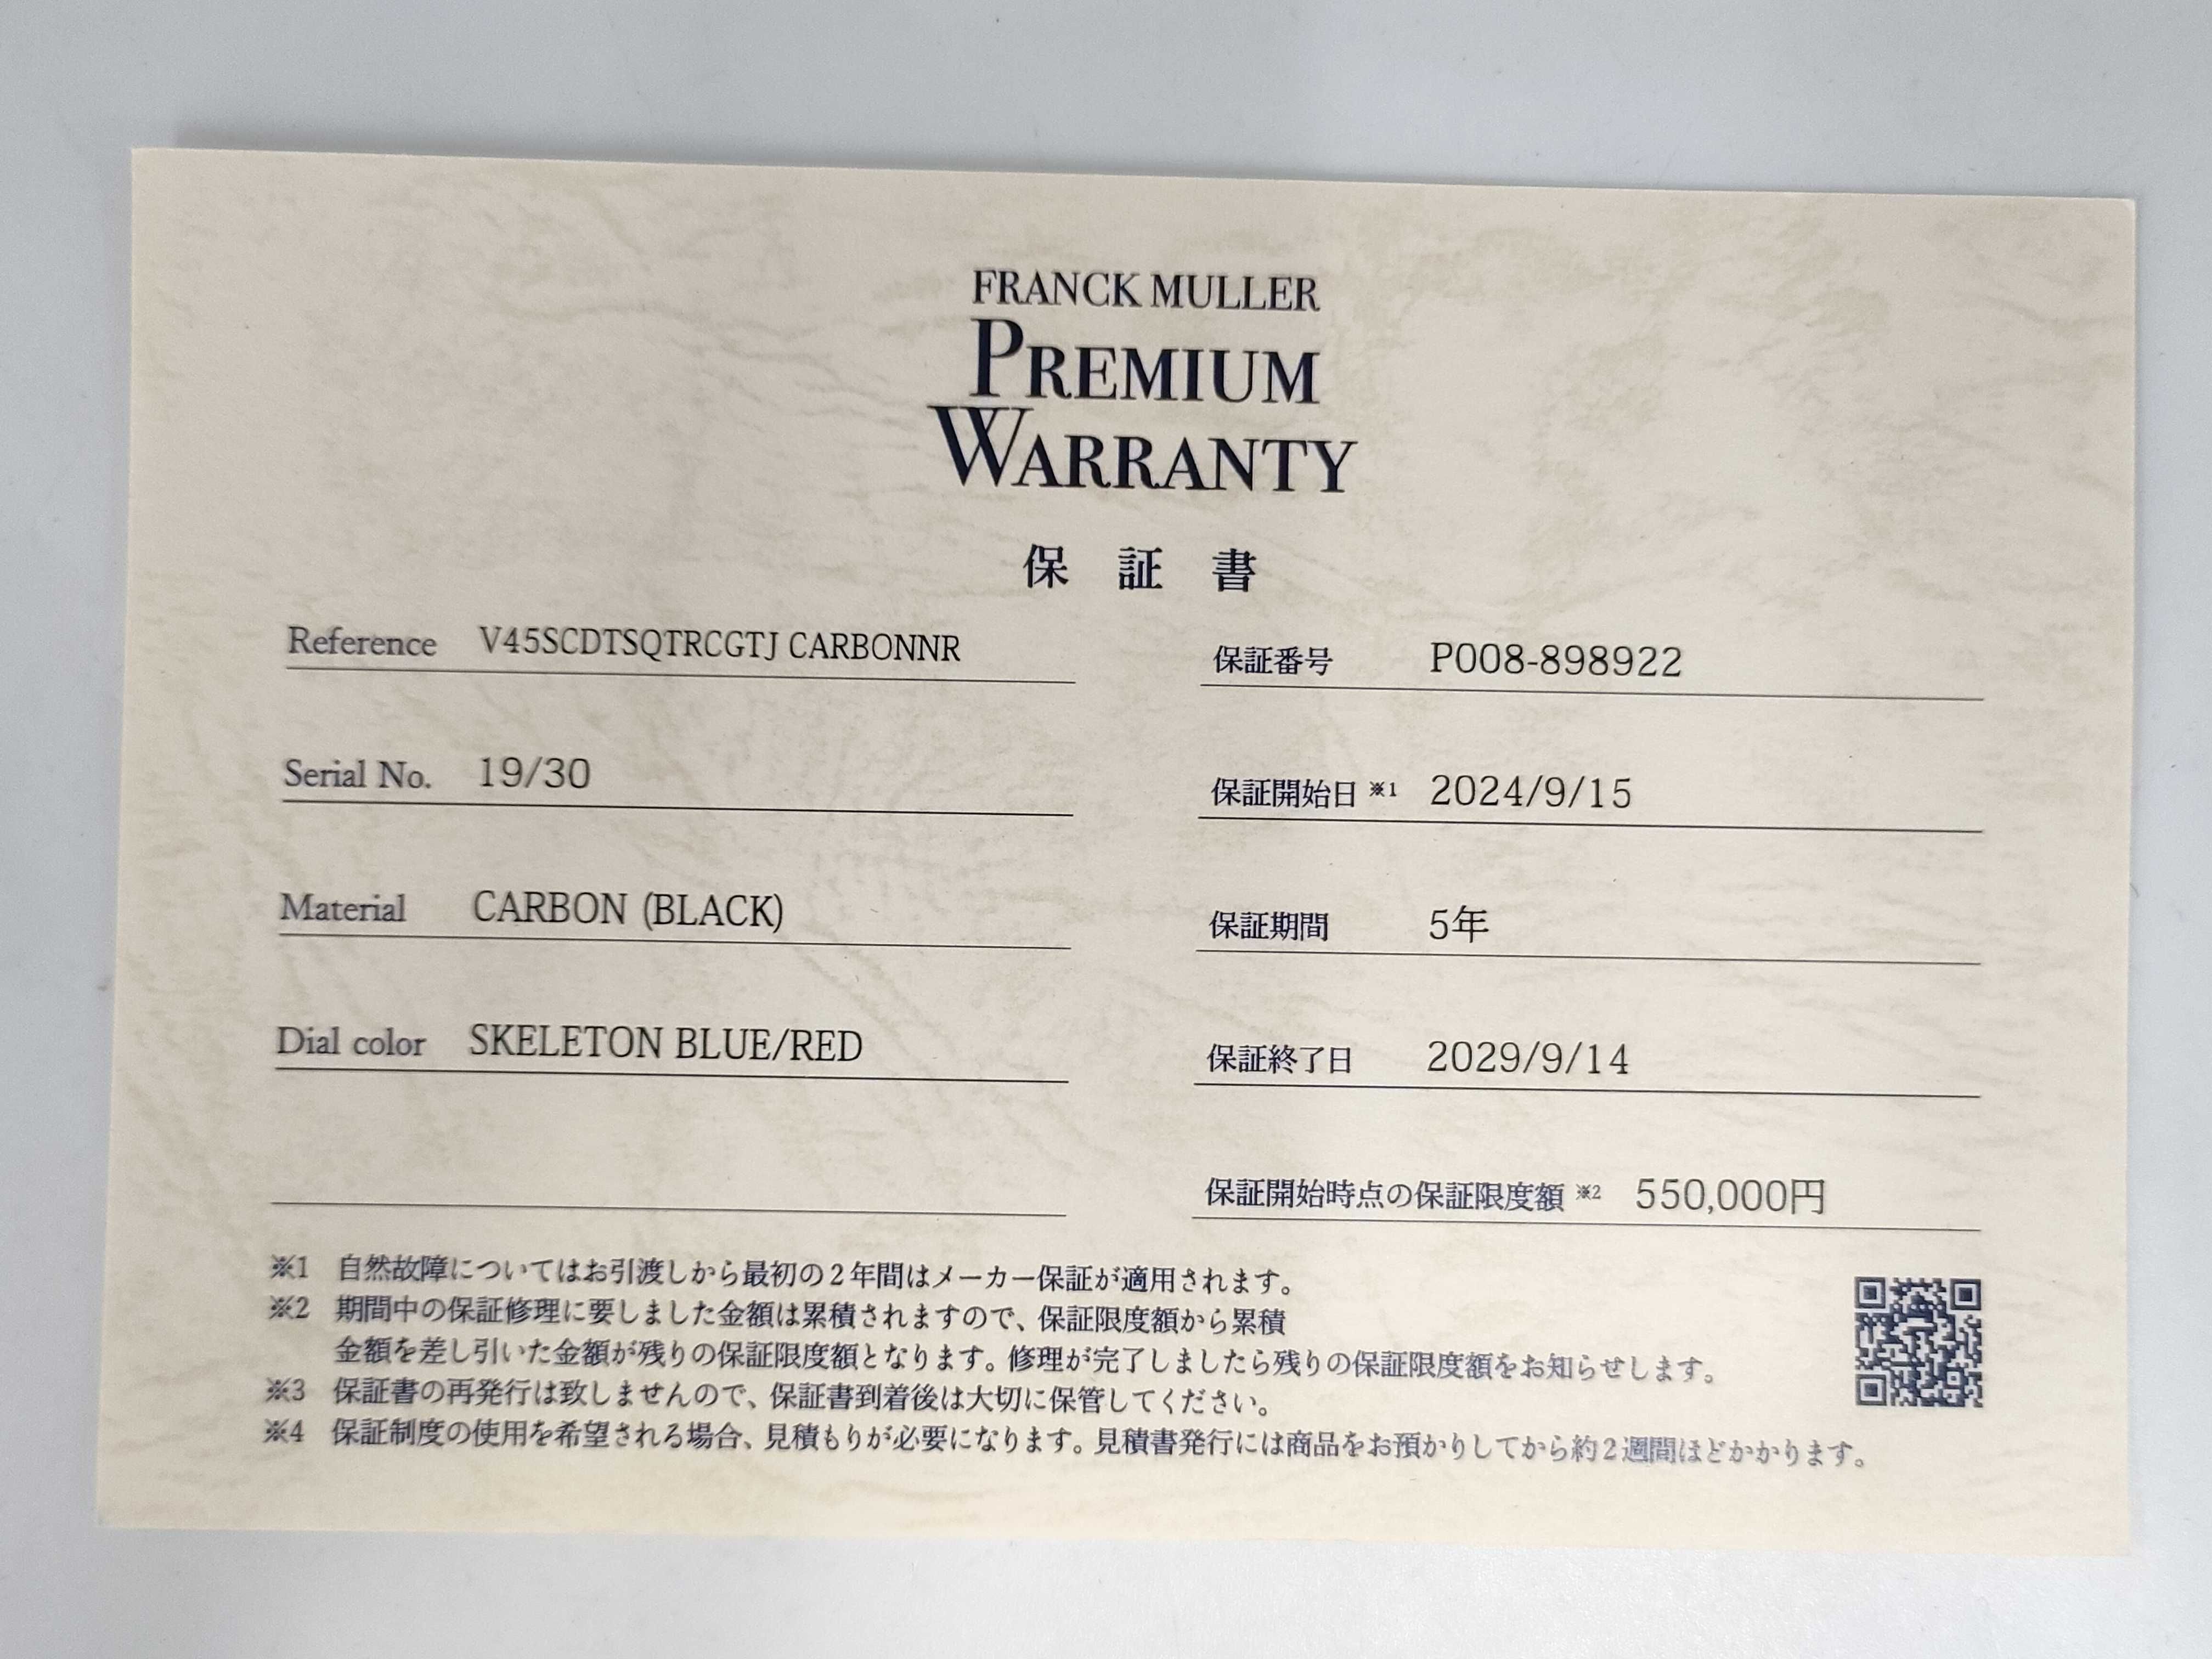 FRANCK MULLER
PREMIUM
WARRANTY
保証書
Reference V45SCDTSQTRCGTJ CARBONNR
保証番号 P008-898922
Serial No. 19/30
保証開始日 ※1 2024/9/15
Material CARBON (BLACK)
保証期間 5年
Dial color SKELETON BLUE/RED
保証終了日 2029/9/14
保証開始時点の保証限度額 ※2 550,000円
※1 自然故障についてはお引渡しから最初の2年間はメーカー保証が適用されます。
※2 期間中の保証修理に要しました金額は累積されますので、保証限度額から累積
金額を差し引いた金額が残りの保証限度額となります。修理が完了しましたら残りの保証限度額をお知らせします。
※3 保証書の再発行は致しませんので、保証書到着後は大切に保管してください。
※4 保証制度の使用を希望される場合、見積もりが必要になります。見積書発行には商品をお預かりしてから約2週間ほどかかります。